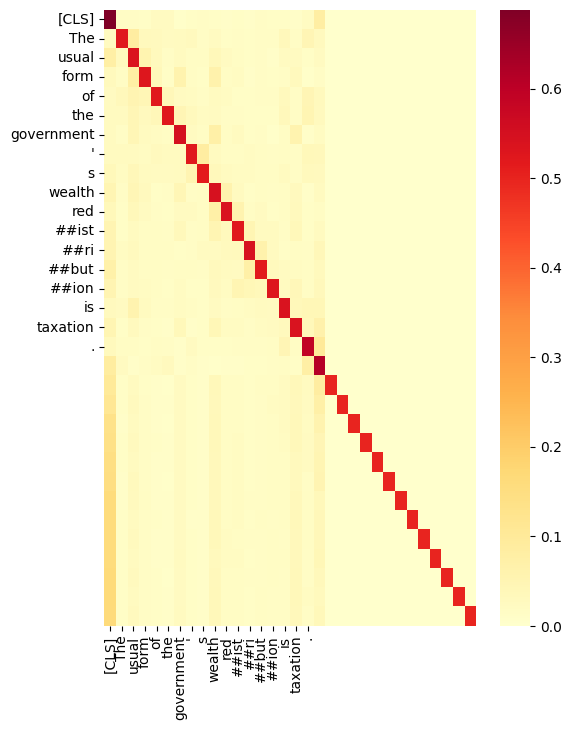 [CLS]
The
usual
form
of
the
government
'
s
wealth
red
##ist
##ri
##but
##ion
is
taxation
.
0.6
0.5
0.4
0.3
0.2
0.1
0.0
[CLS]
The
usual
form
of
the
government
'
s
wealth
red
##ist
##ri
##but
##ion
is
taxation
.